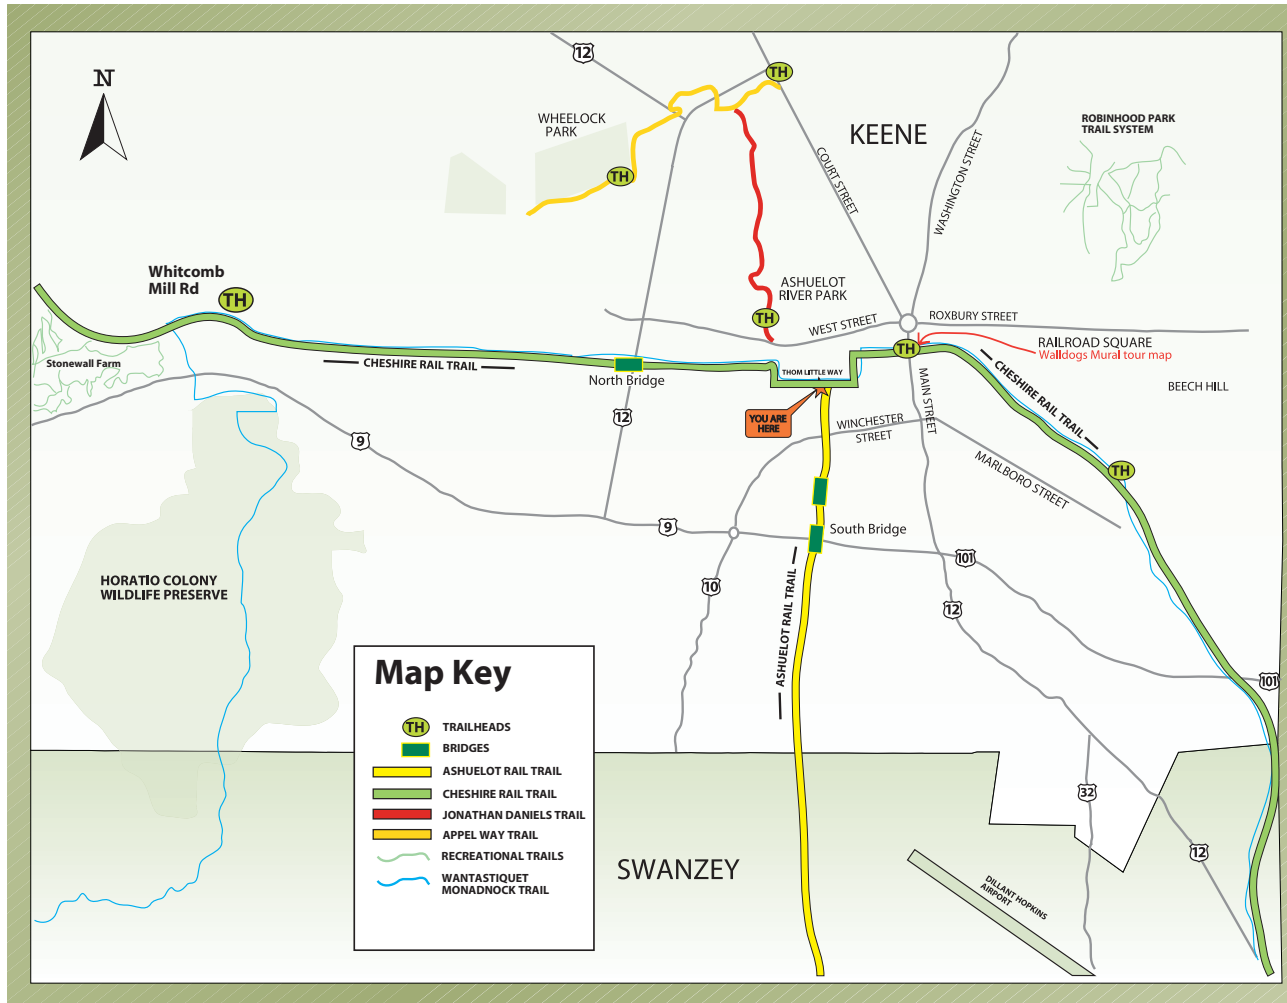 N
12
TH
WHEELOCK
PARK
KEENE
ROBINHOOD PARK
TRAIL SYSTEM
COURT STREET
WASHINGTON STREET
TH
Whitcomb
Mill Rd
TH
ASHUELOT
RIVER PARK
TH
WEST STREET
ROXBURY STREET
TH
RAILROAD SQUARE
Walldogs Mural tour map
Stonewall Farm
CHESHIRE RAIL TRAIL
North Bridge
THOM LITTLE WAY
MAIN STREET
CHESHIRE RAIL TRAIL
BEECH HILL
YOU ARE
HERE
12
WINCHESTER
STREET
9
MARLBORO STREET
TH
9
South Bridge
101
HORATIO COLONY
WILDLIFE PRESERVE
10
12
ASHUELOT RAIL TRAIL
101
Map Key
TH TRAILHEADS
BRIDGES
ASHUELOT RAIL TRAIL
CHESHIRE RAIL TRAIL
JONATHAN DANIELS TRAIL
APPEL WAY TRAIL
RECREATIONAL TRAILS
WANTASTIQUET
MONADNOCK TRAIL
32
12
SWANZEY
DILLANT HOPKINS
AIRPORT